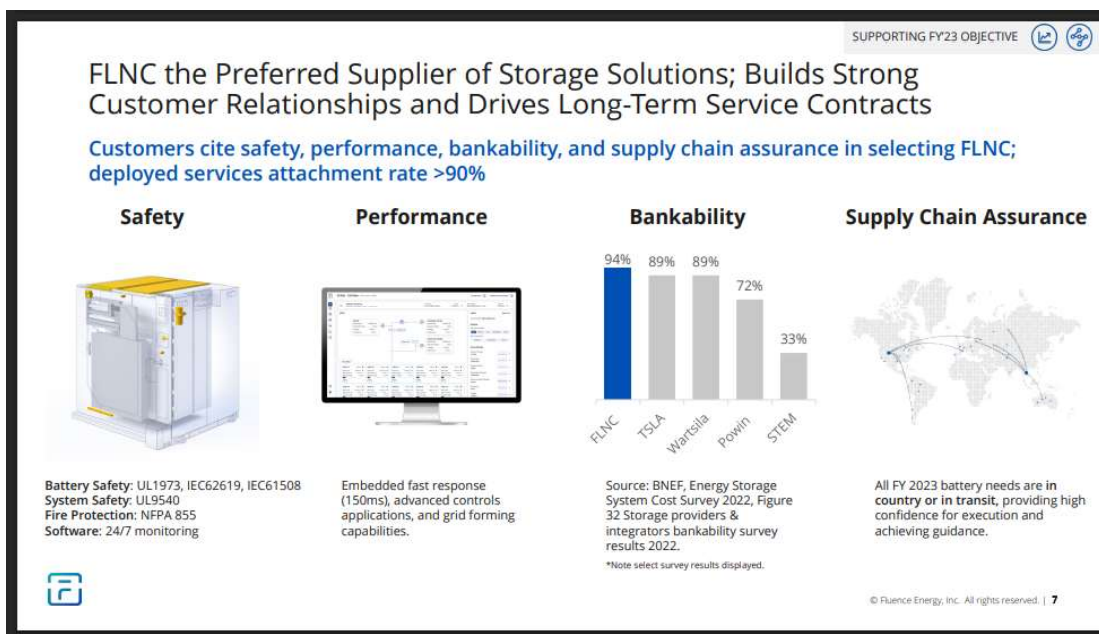 SUPPORTING FY'23 OBJECTIVE
FLNC the Preferred Supplier of Storage Solutions; Builds Strong
Customer Relationships and Drives Long-Term Service Contracts
Customers cite safety, performance, bankability, and supply chain assurance in selecting FLNC;
deployed services attachment rate >90%
Safety
Battery Safety: UL1973, IEC62619, IEC61508
System Safety: UL9540
Fire Protection: NFPA 855
Software: 24/7 monitoring
Performance
Embedded fast response
(150ms), advanced controls
applications, and grid forming
capabilities.
Bankability
94%
89%
89%
72%
33%
FLNC
TSLA
Wartsila
Powin
STEM
Source: BNEF, Energy Storage
System Cost Survey 2022, Figure
32 Storage providers &
integrators bankability survey
results 2022.
*Note select survey results displayed.
Supply Chain Assurance
All FY 2023 battery needs are in
country or in transit, providing high
confidence for execution and
achieving guidance.
© Fluence Energy, Inc. All rights reserved. | 7